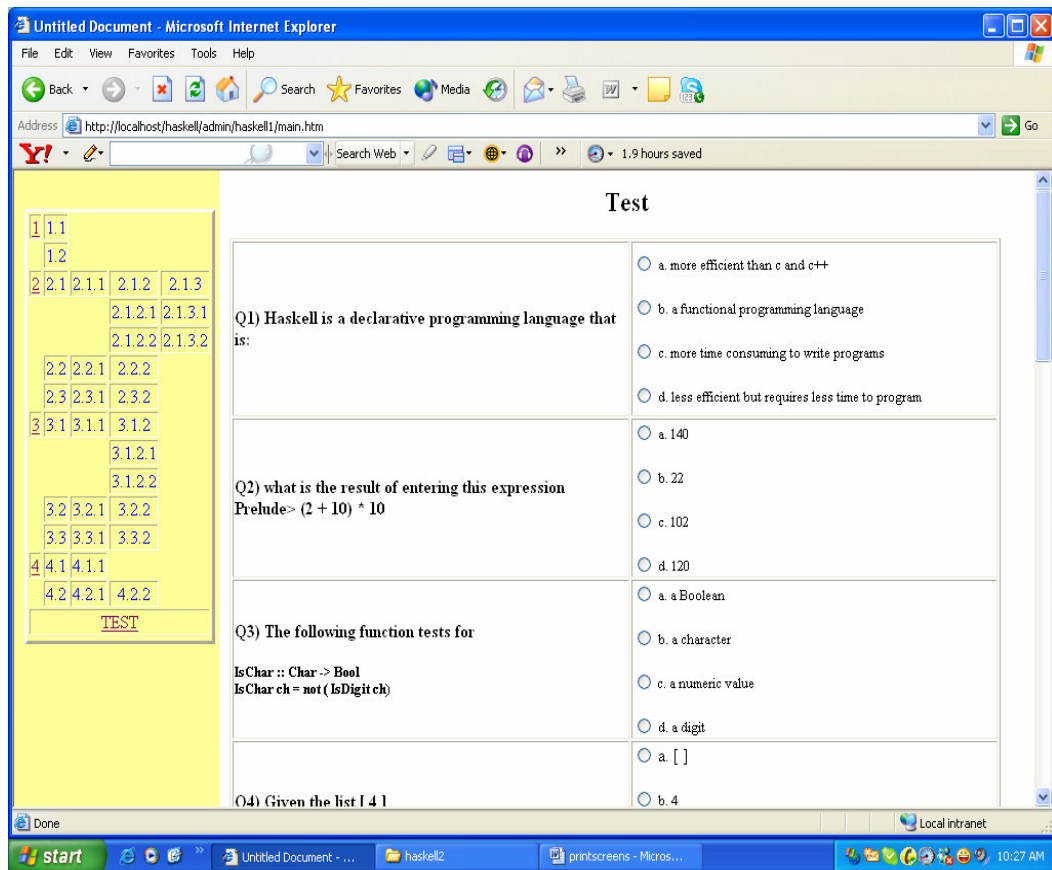 Untitled Document - Microsoft Internet Explorer
File Edit View Favorites Tools Help
Back Search Favorites Media
Address http://localhost/haskell/admin/haskell1/main.htm Go
Y! Search Web 1.9 hours saved
Test
1 1.1
1.2
2 2.1 2.1.1 2.1.2 2.1.3
2.1.2.1 2.1.3.1
2.1.2.2 2.1.3.2
2.2 2.2.1 2.2.2
2.3 2.3.1 2.3.2
3 3.1 3.1.1 3.1.2
3.1.2.1
3.1.2.2
3.2 3.2.1 3.2.2
3.3 3.3.1 3.3.2
4 4.1 4.1.1
4.2 4.2.1 4.2.2
TEST
Q1) Haskell is a declarative programming language that
is:
a. more efficient than c and c++
b. a functional programming language
c. more time consuming to write programs
d. less efficient but requires less time to program
Q2) what is the result of entering this expression
Prelude> (2 + 10) * 10
a. 140
b. 22
c. 102
d. 120
Q3) The following function tests for
IsChar :: Char -> Bool
IsChar ch = not ( IsDigit ch)
a. a Boolean
b. a character
c. a numeric value
d. a digit
Q4) Given the list [ 4 ]
a. [ ]
b. 4
Done Local intranet
start Untitled Document - ... haskell2 printscreens - Micros... 10:27 AM